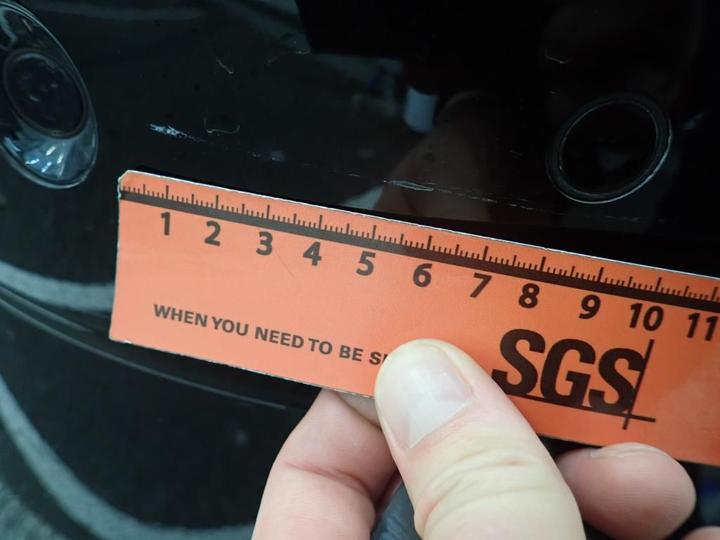 1 2 3 4 5 6 7 8 9 10 11
WHEN YOU NEED TO BE
SGS